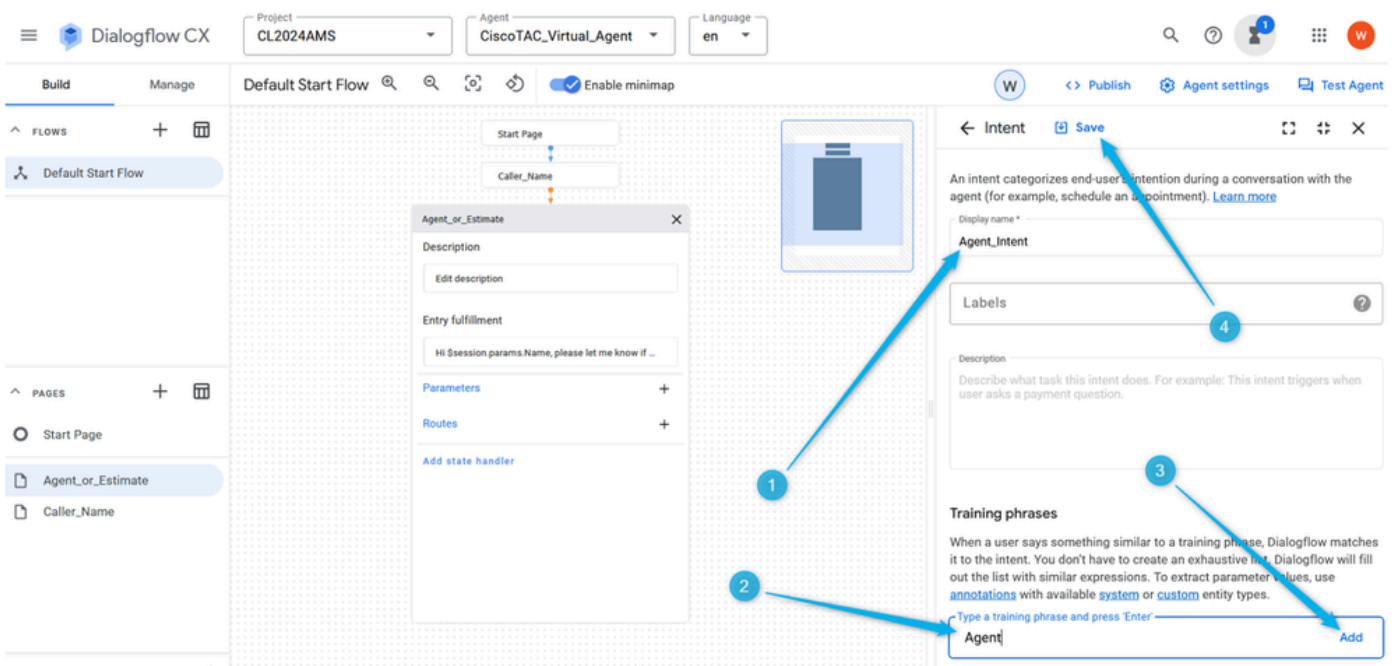 Project
Agent
Language
Dialogflow CX
CL2024AMS
CiscoTAC_Virtual_Agent
en
1
W
Build
Manage
Default Start Flow
Enable minimap
W
<> Publish
Agent settings
Test Agent
FLOWS
Default Start Flow
PAGES
Start Page
Agent_or_Estimate
Caller_Name
Start Page
Caller_Name
Agent_or_Estimate
Description
Edit description
Entry fulfillment
Hi $session.params.Name, please let me know if ...
Parameters
Routes
Add state handler
Intent
Save
An intent categorizes end-user's intention during a conversation with the
agent (for example, schedule an appointment). Learn more
Display name *
Agent_Intent
Labels
4
Description
Describe what task this intent does. For example: This intent triggers when
user asks a payment question.
1
3
Training phrases
When a user says something similar to a training phrase, Dialogflow matches
it to the intent. You don't have to create an exhaustive list, Dialogflow will fill
out the list with similar expressions. To extract parameter values, use
annotations with available system or custom entity types.
2
Type a training phrase and press 'Enter'
Agent
Add